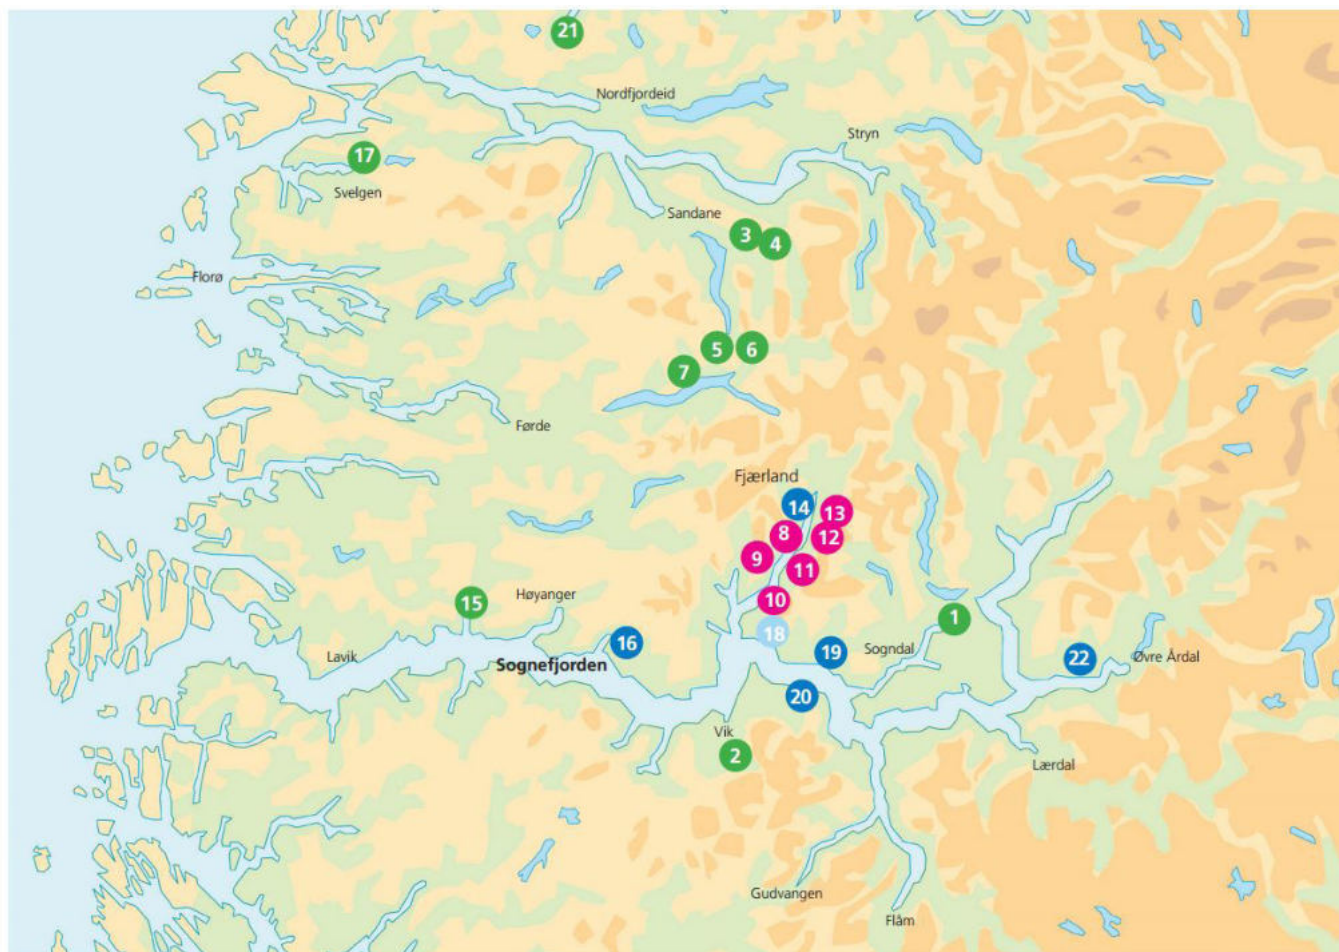 21
Nordfjordeid
Stryn
17
Svelgen
Sandane
3
4
Florø
5
6
7
Førde
Fjærland
14
13
8
12
9
11
10
15
Høyanger
1
18
16
19
Sogndal
Lavik
Sognefjorden
22
Øvre Årdal
20
Vik
2
Lærdal
Gudvangen
Flåm